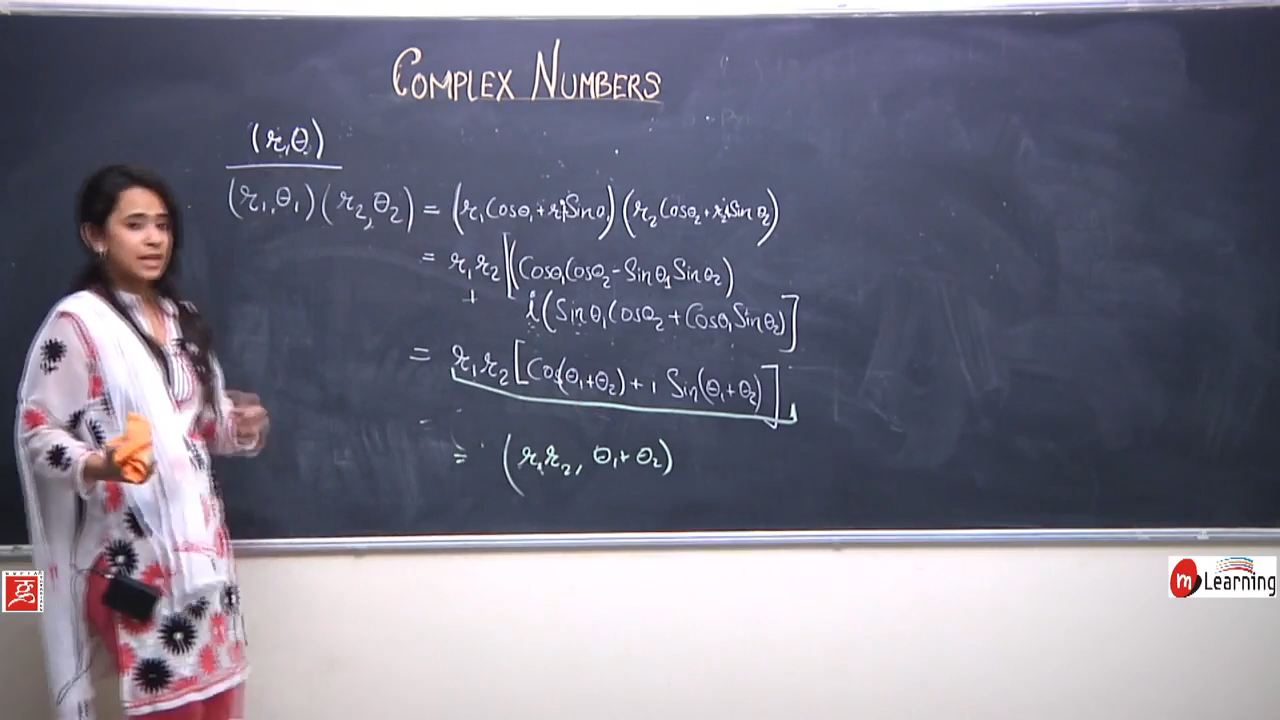 COMPLEX NUMBERS
(r,θ)
(r₁,θ₁)(r₂,θ₂) = (r₁Cosθ₁+r₁iSinθ₁)(r₂Cosθ₂+r₂iSinθ₂)
= r₁r₂[(Cosθ₁Cosθ₂-Sinθ₁Sinθ₂)
+ i(Sinθ₁Cosθ₂+Cosθ₁Sinθ₂)]
= r₁r₂[Cos(θ₁+θ₂)+i Sin(θ₁+θ₂)]
= (r₁r₂, θ₁+θ₂)
mLearning